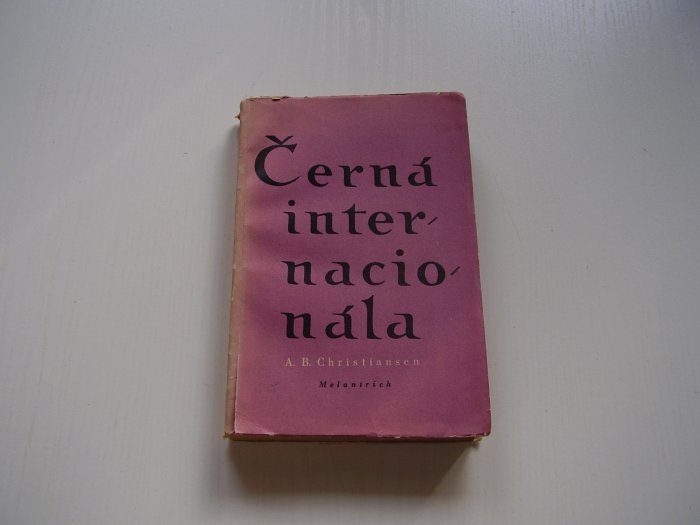 Černá
inter-
nacio-
nála
A. B. Christiansen
Melantrich